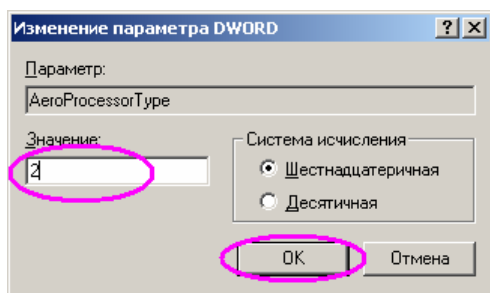 Изменение параметра DWORD
Параметр:
AeroProcessorType
Значение:
2
Система исчисления
Шестнадцатеричная
Десятичная
OK
Отмена